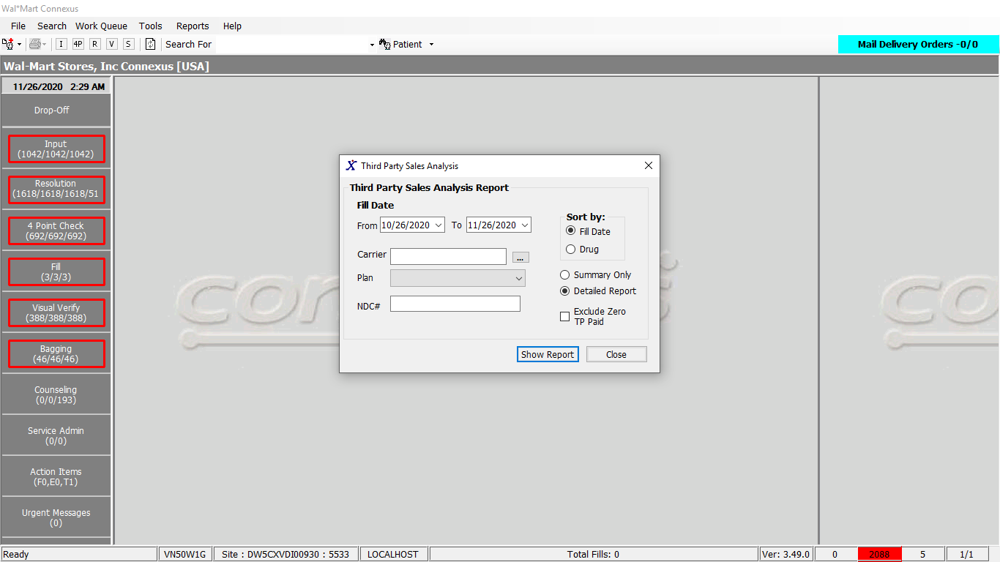 Wal*Mart Connexus
File Search Work Queue Tools Reports Help
I 4P R V S Search For Patient Mail Delivery Orders -0/0
Wal-Mart Stores, Inc Connexus [USA]
11/26/2020 2:29 AM
Drop-Off
Input
(1042/1042/1042)
Resolution
(1618/1618/1618/51
4 Point Check
(692/692/692)
Fill
(3/3/3)
Visual Verify
(388/388/388)
Bagging
(46/46/46)
Counseling
(0/0/193)
Service Admin
(0/0)
Action Items
(F0,E0,T1)
Urgent Messages
(0)
Third Party Sales Analysis
Third Party Sales Analysis Report
Fill Date
From 10/26/2020 To 11/26/2020
Carrier ...
Plan
NDC#
Sort by:
Fill Date
Drug
Summary Only
Detailed Report
Exclude Zero
TP Paid
Show Report Close
Ready VN50W1G Site : DW5CXVDI00930 : 5533 LOCALHOST Total Fills: 0 Ver: 3.49.0 0 2088 5 1/1